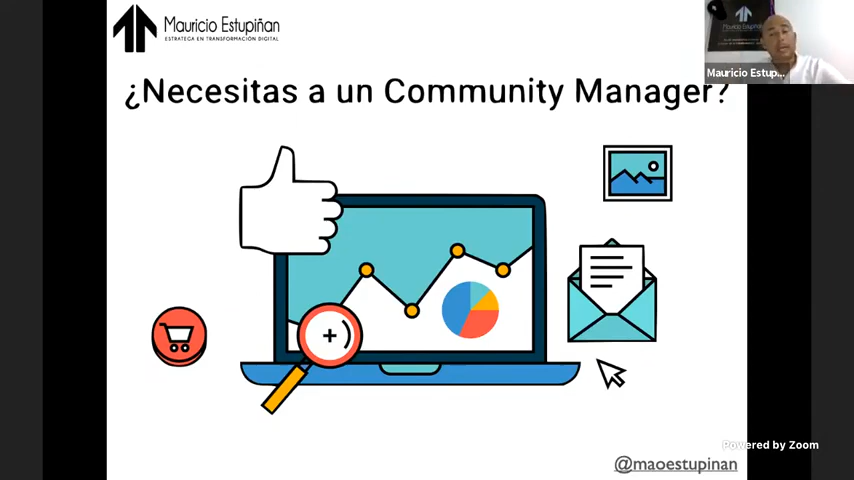 Mauricio Estupiñan
ESTRATEGA EN TRANSFORMACIÓN DIGITAL
¿Necesitas a un Community Manager?
Mauricio Estup...
Powered by Zoom
@maoestupinan